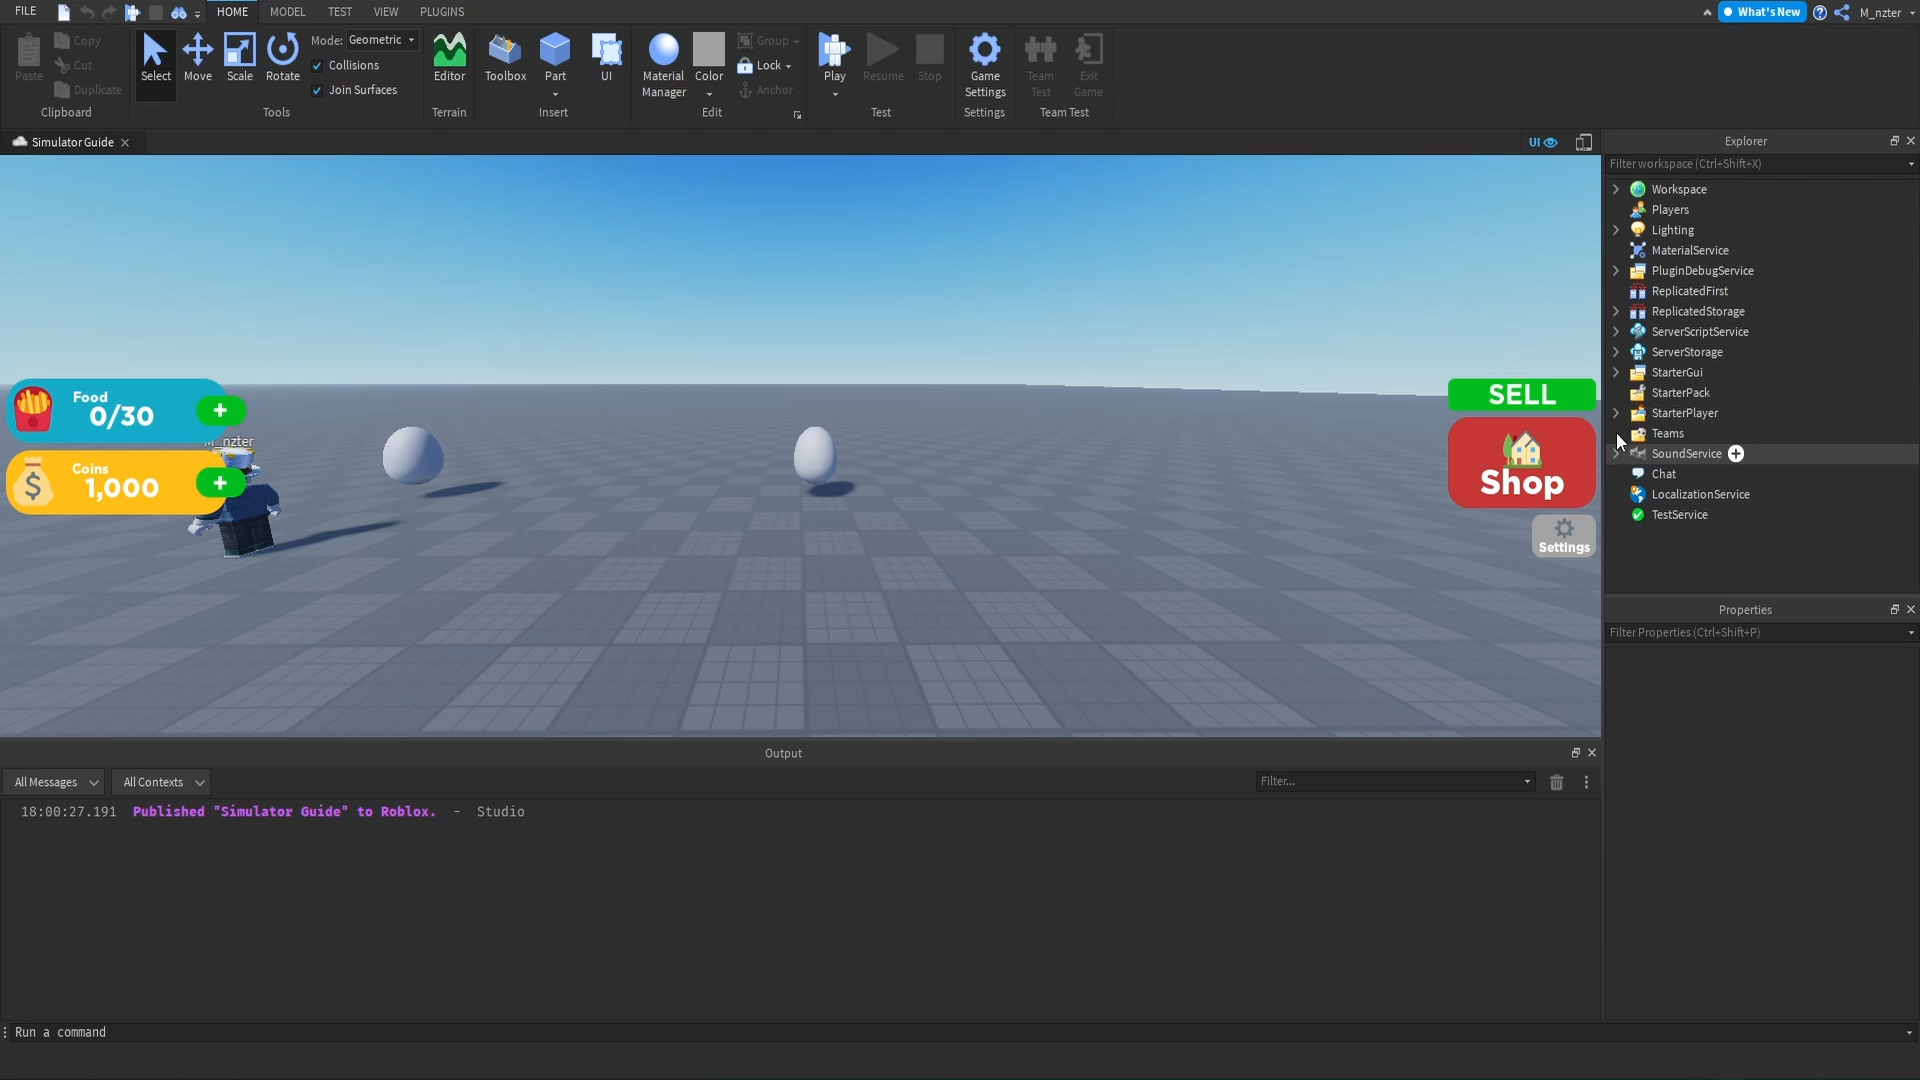 FILE
HOME
MODEL
TEST
VIEW
PLUGINS
What's New
M_nzter
Paste
Copy
Cut
Duplicate
Clipboard
Select
Move
Scale
Rotate
Mode: Geometric
Collisions
Join Surfaces
Tools
Editor
Terrain
Toolbox
Part
UI
Insert
Material
Manager
Color
Group
Lock
Anchor
Edit
Play
Resume
Stop
Test
Game
Settings
Settings
Team
Test
Exit
Game
Team Test
Simulator Guide
UI
Explorer
Filter workspace (Ctrl+Shift+X)
Workspace
Players
Lighting
MaterialService
PluginDebugService
ReplicatedFirst
ReplicatedStorage
ServerScriptService
ServerStorage
StarterGui
StarterPack
StarterPlayer
Teams
SoundService
Chat
LocalizationService
TestService
Food
0/30
+
Coins
1,000
+
SELL
Shop
Settings
Properties
Filter Properties (Ctrl+Shift+P)
Output
All Messages
All Contexts
Filter...
18:00:27.191 Published "Simulator Guide" to Roblox. - Studio
Run a command